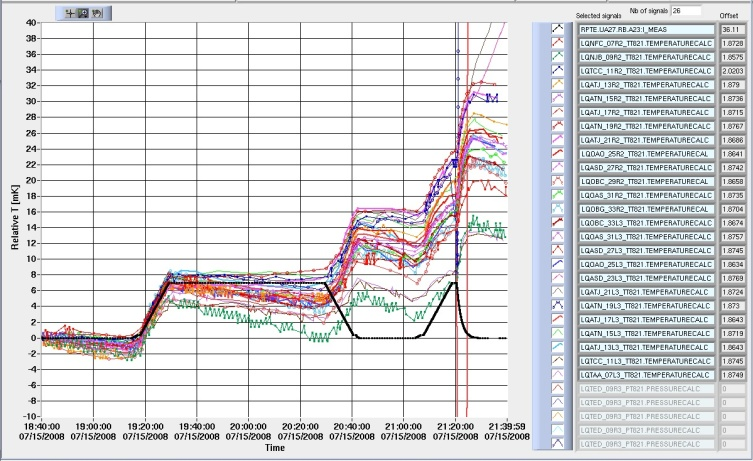 Nb of signals 26
Selected signals Offset
RPTE.UA27.RB.A23:I_MEAS 36.11
LQNFC_07R2_TT821.TEMPERATURECALC 1.8728
LQNJB_09R2_TT821.TEMPERATURECALC 1.8575
LQTCC_11R2_TT821.TEMPERATURECALC 2.0203
LQATJ_13R2_TT821.TEMPERATURECALC 1.879
LQATN_15R2_TT821.TEMPERATURECALC 1.8736
LQATJ_17R2_TT821.TEMPERATURECALC 1.8715
LQATN_19R2_TT821.TEMPERATURECALC 1.8767
LQATJ_21R2_TT821.TEMPERATURECALC 1.8686
LQOAO_25R2_TT821.TEMPERATURECAL 1.8641
LQASD_27R2_TT821.TEMPERATURECALC 1.8742
LQDBC_29R2_TT821.TEMPERATURECAL 1.8658
LQGAS_31R2_TT821.TEMPERATURECALC 1.8735
LQOBG_33R2_TT821.TEMPERATURECAL 1.8704
LQOBC_33L3_TT821.TEMPERATURECALC 1.8674
LQGAS_31L3_TT821.TEMPERATURECALC 1.8757
LQASD_27L3_TT821.TEMPERATURECALC 1.8745
LQOAO_25L3_TT821.TEMPERATURECALC 1.8634
LQASD_23L3_TT821.TEMPERATURECALC 1.8769
LQATJ_21L3_TT821.TEMPERATURECALC 1.8724
LQATN_19L3_TT821.TEMPERATURECALC 1.873
LQATJ_17L3_TT821.TEMPERATURECALC 1.8643
LQATN_15L3_TT821.TEMPERATURECALC 1.8719
LQATJ_13L3_TT821.TEMPERATURECALC 1.8643
LQTCC_11L3_TT821.TEMPERATURECALC 1.8745
LQTAA_07L3_TT821.TEMPERATURECALC 1.8749
LQTED_09R3_PT821.PRESSURECALC 0
LQTED_09R3_PT821.PRESSURECALC 0
LQTED_09R3_PT821.PRESSURECALC 0
LQTED_09R3_PT821.PRESSURECALC 0
LQTED_09R3_PT821.PRESSURECALC 0
Relative T [mK]
40
38
36
34
32
30
28
26
24
22
20
18
16
14
12
10
8
6
4
2
0
-2
-4
-6
-8
-10
18:40:00 19:00:00 19:20:00 19:40:00 20:00:00 20:20:00 20:40:00 21:00:00 21:20:00 21:39:59
07/15/2008 07/15/2008 07/15/2008 07/15/2008 07/15/2008 07/15/2008 07/15/2008 07/15/2008 07/15/2008 07/15/2008
Time